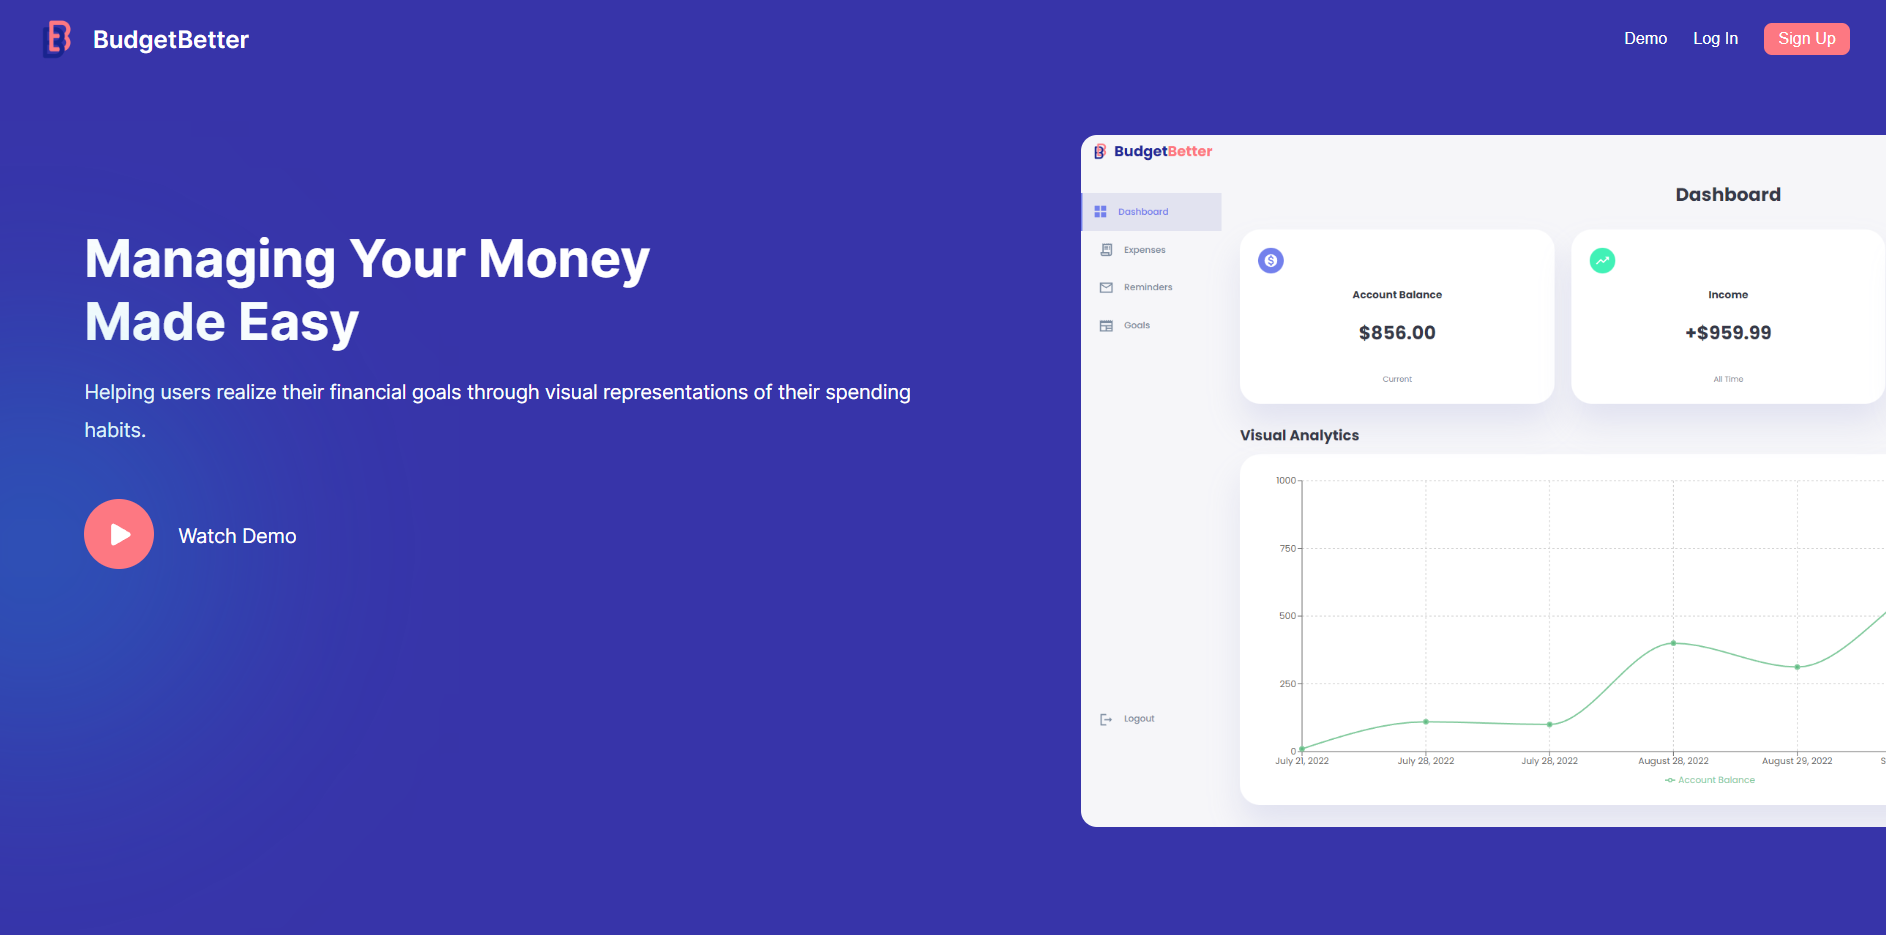 BudgetBetter
Demo
Log In
Sign Up
Managing Your Money
Made Easy
Helping users realize their financial goals through visual representations of their spending
habits.
Watch Demo
BudgetBetter
Dashboard
Expenses
Reminders
Goals
Logout
Dashboard
Account Balance
$856.00
Current
Income
+$959.99
All Time
Visual Analytics
1000
750
500
250
0
July 21, 2022
July 28, 2022
July 28, 2022
August 28, 2022
August 29, 2022
S
Account Balance